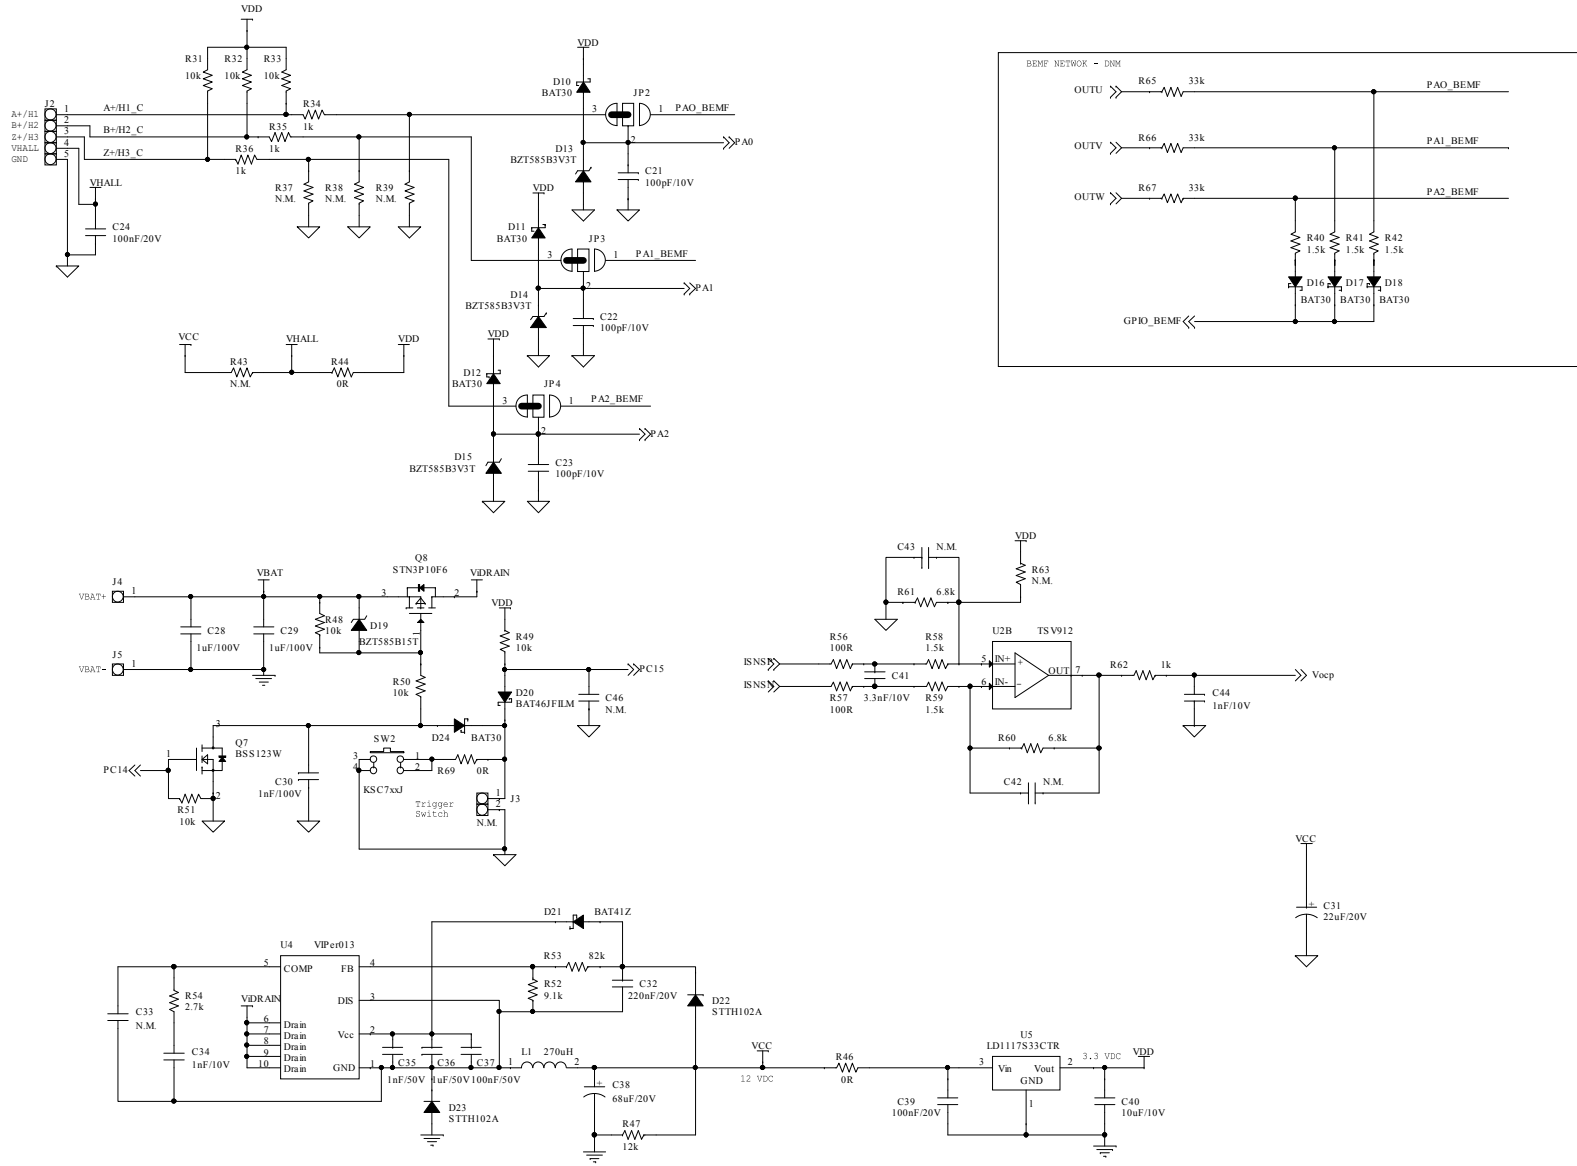 VDD
R31
10k
R32
10k
R33
10k
J2
A+/H1
B+/H2
Z+/H3
VHALL
GND
1
2
3
4
5
A+/H1_C
B+/H2_C
Z+/H3_C
R34
1k
R35
1k
R36
1k
VHALL
C24
100nF/20V
R37
N.M.
R38
N.M.
R39
N.M.
VDD
D10
BAT30
JP2
3
1
PAO_BEMF
2
PA0
D13
BZT585B3V3T
C21
100pF/10V
VDD
D11
BAT30
JP3
3
1
PA1_BEMF
2
PA1
D14
BZT585B3V3T
C22
100pF/10V
VDD
D12
BAT30
JP4
3
1
PA2_BEMF
2
PA2
D15
BZT585B3V3T
C23
100pF/10V
VCC
R43
N.M.
VHALL
R44
0R
VDD
BEMF NETWOK - DNM
OUTU
R65
33k
PAO_BEMF
OUTV
R66
33k
PA1_BEMF
OUTW
R67
33k
PA2_BEMF
R40
1.5k
R41
1.5k
R42
1.5k
D16
BAT30
D17
BAT30
D18
BAT30
GPIO_BEMF
J4
VBAT+
1
J5
VBAT-
1
VBAT
C28
1uF/100V
C29
1uF/100V
R48
10k
D19
BZT585B15T
Q8
STN3P10F6
3
2
1
ViDRAIN
VDD
R49
10k
PC15
R50
10k
D20
BAT46JFILM
C46
N.M.
D24
BAT30
Q7
BSS123W
3
1
2
PC14
R51
10k
C30
1nF/100V
SW2
3
4
1
2
KSC7xxJ
R69
0R
Trigger
Switch
1
2
J3
N.M.
C43
N.M.
R61
6.8k
VDD
R63
N.M.
U2B
TSV912
R56
100R
R58
1.5k
C41
3.3nF/10V
R57
100R
R59
1.5k
5
IN+
6
IN-
OUT
7
R62
1k
Vocp
C44
1nF/10V
R60
6.8k
C42
N.M.
VCC
C31
22uF/20V
D21
BAT41Z
U4
VIPer013
5
COMP
FB
4
DIS
3
Vcc
2
GND
1
ViDRAIN
6
7
8
9
10
Drain
Drain
Drain
Drain
Drain
C33
N.M.
R54
2.7k
C34
1nF/10V
R53
82k
R52
9.1k
C32
220nF/20V
D22
STTH102A
C35
1nF/50V
C36
1uF/50V
C37
100nF/50V
L1
270uH
1
2
D23
STTH102A
C38
68uF/20V
R47
12k
VCC
12 VDC
R46
0R
C39
100nF/20V
U5
LD1117S33CTR
3
Vin
Vout
2
GND
1
3.3 VDC
VDD
C40
10uF/10V